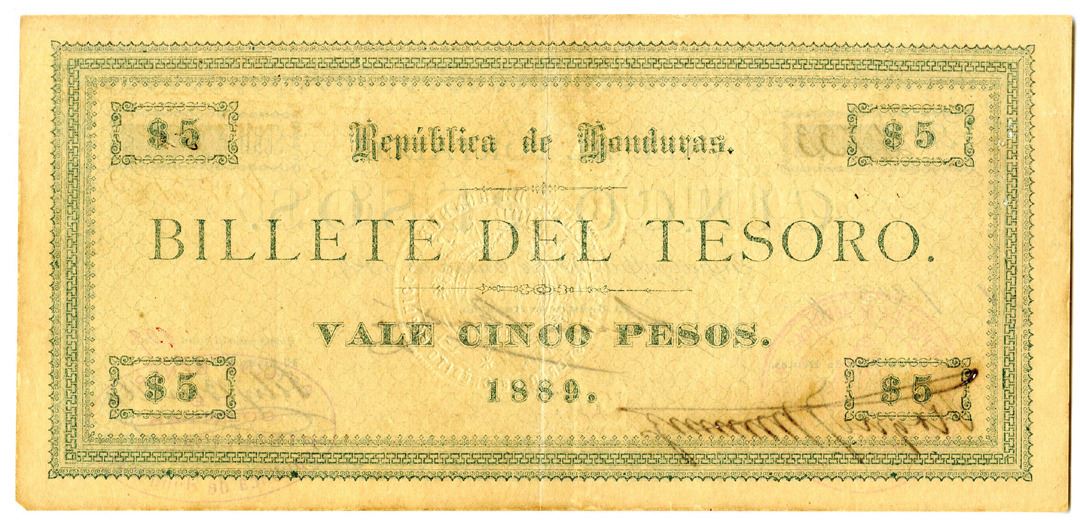 $5 $5
República de Honduras.
BILLETE DEL TESORO.
VALE CINCO PESOS.
$5 $5
1889.